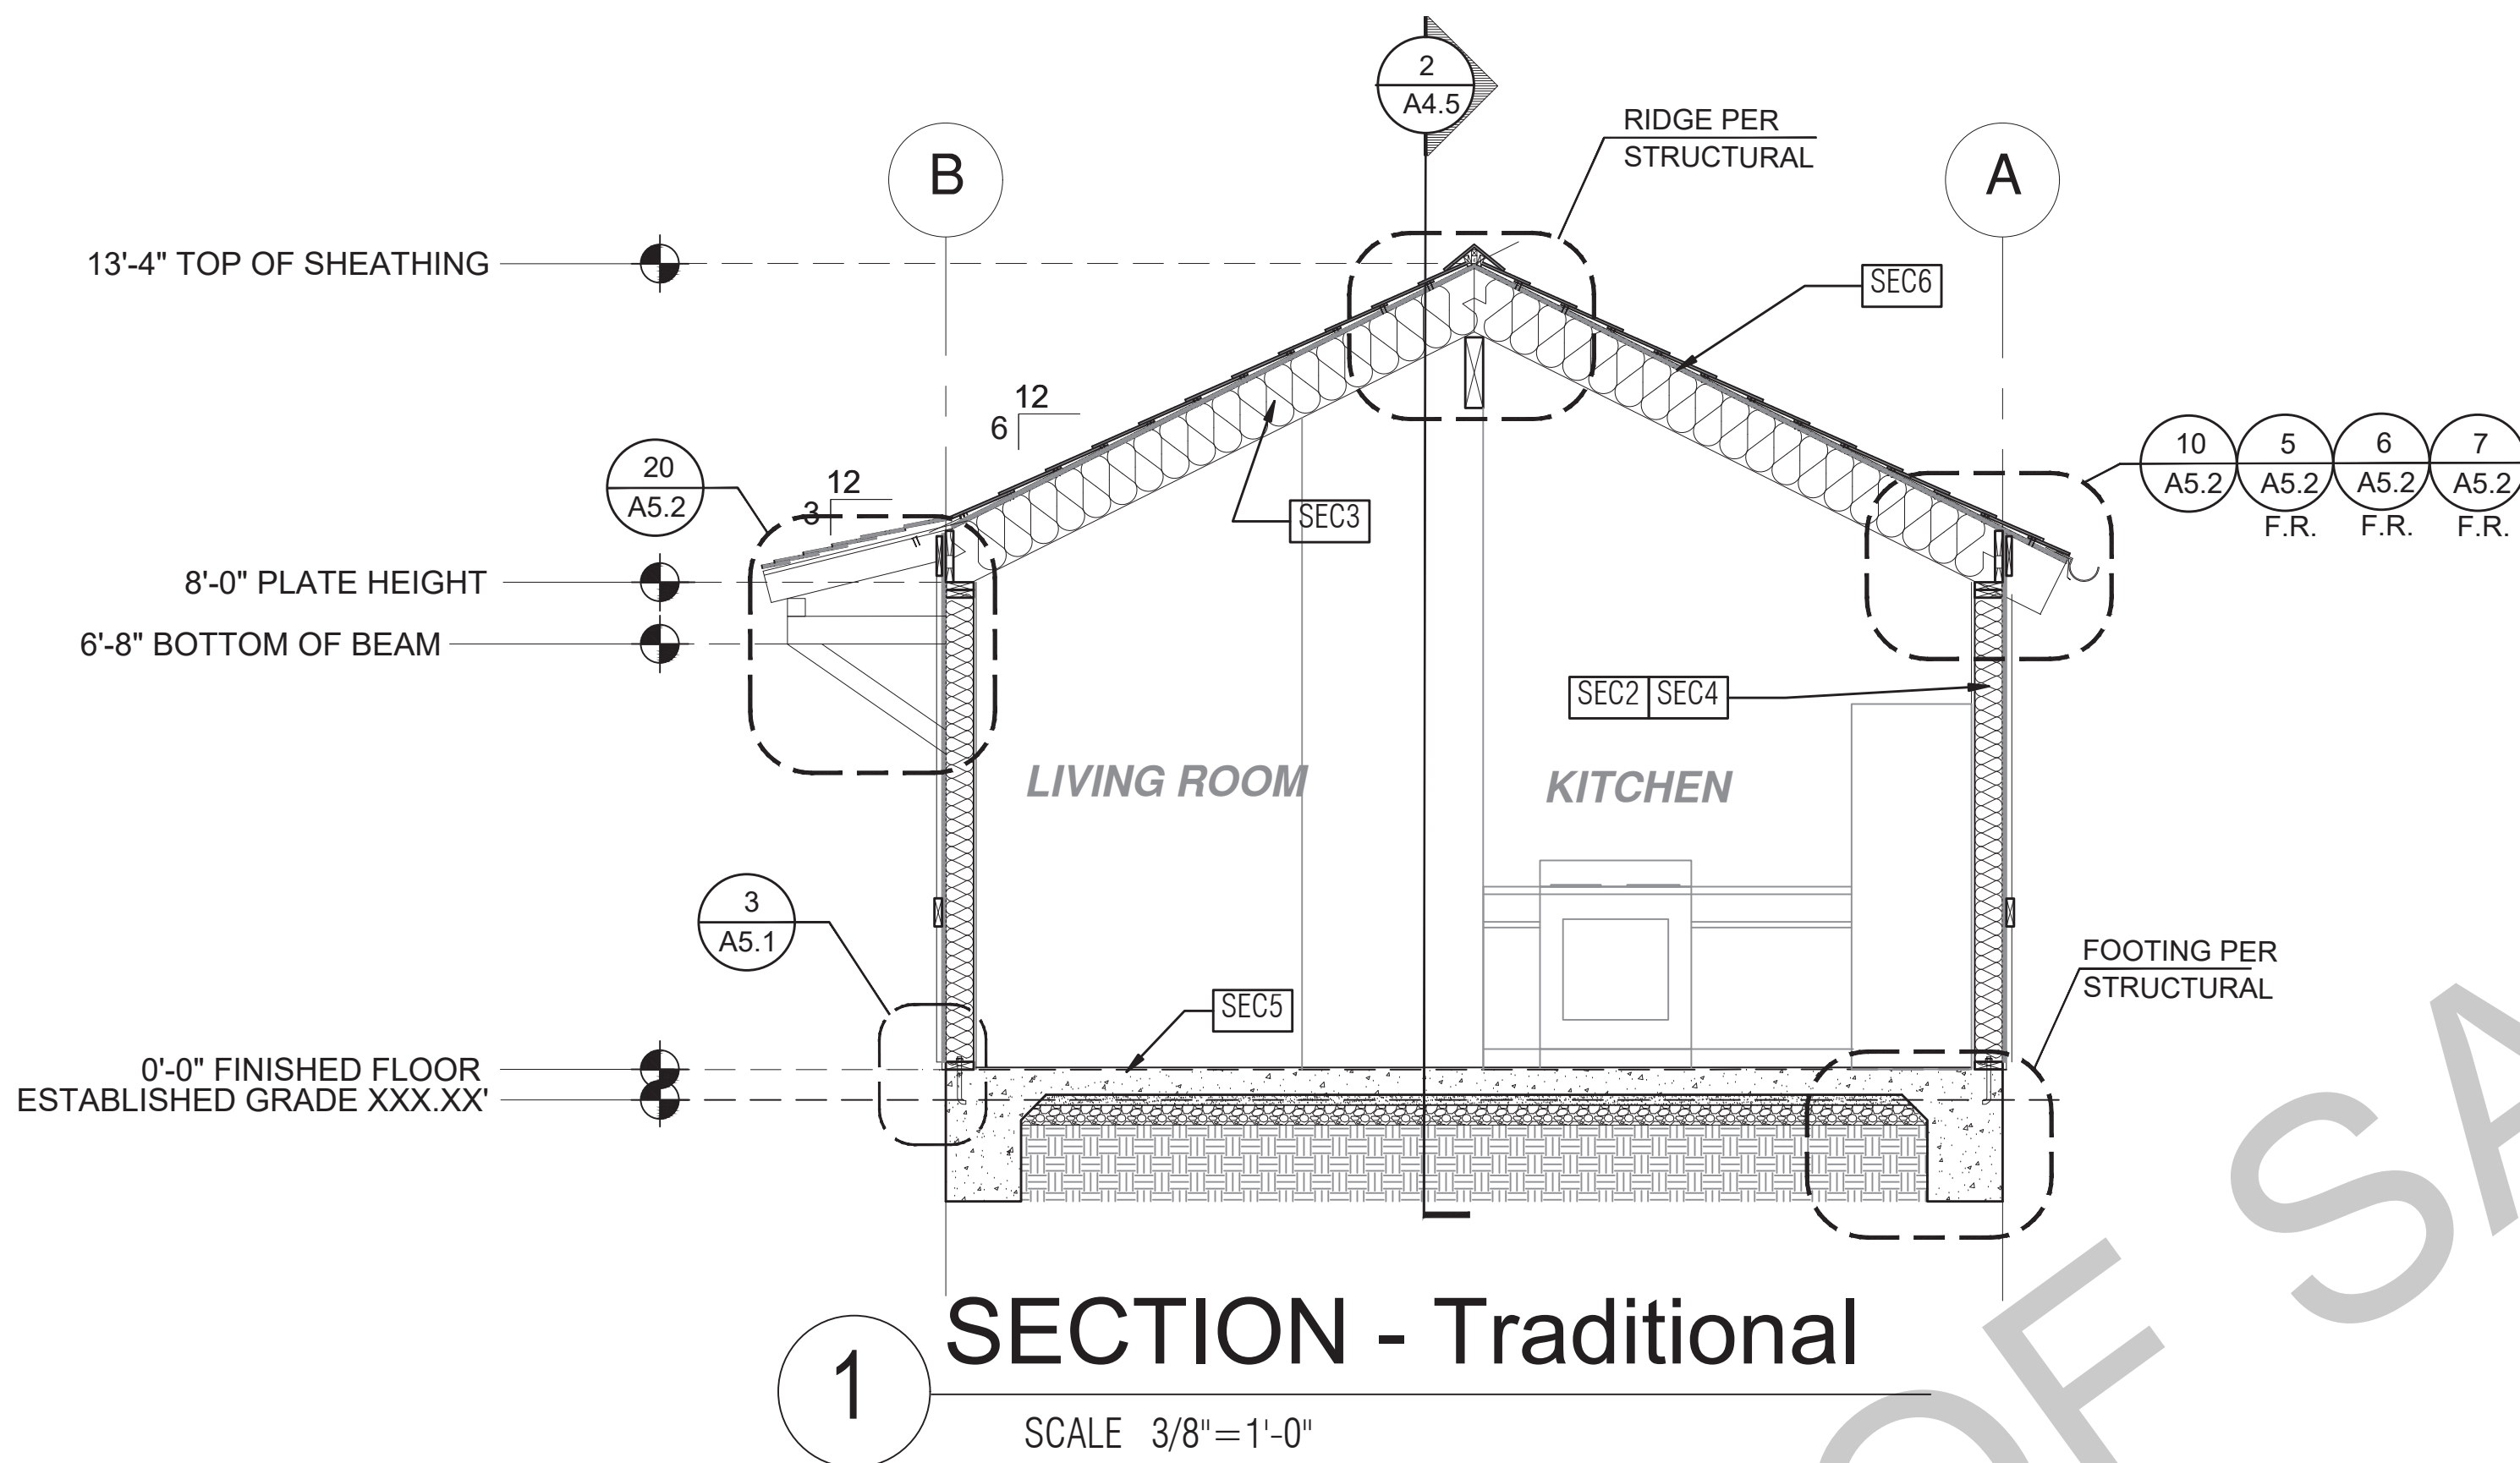 2
A4.5
RIDGE PER
STRUCTURAL
B
A
13'-4" TOP OF SHEATHING
SEC6
12
6
12
3
20
A5.2
10
A5.2
5
A5.2
F.R.
6
A5.2
F.R.
7
A5.2
F.R.
SEC3
8'-0" PLATE HEIGHT
6'-8" BOTTOM OF BEAM
SEC2 SEC4
LIVING ROOM
KITCHEN
3
A5.1
FOOTING PER
STRUCTURAL
SEC5
0'-0" FINISHED FLOOR
ESTABLISHED GRADE XXX.XX'
1
SECTION - Traditional
SCALE 3/8"=1'-0"
OF SA